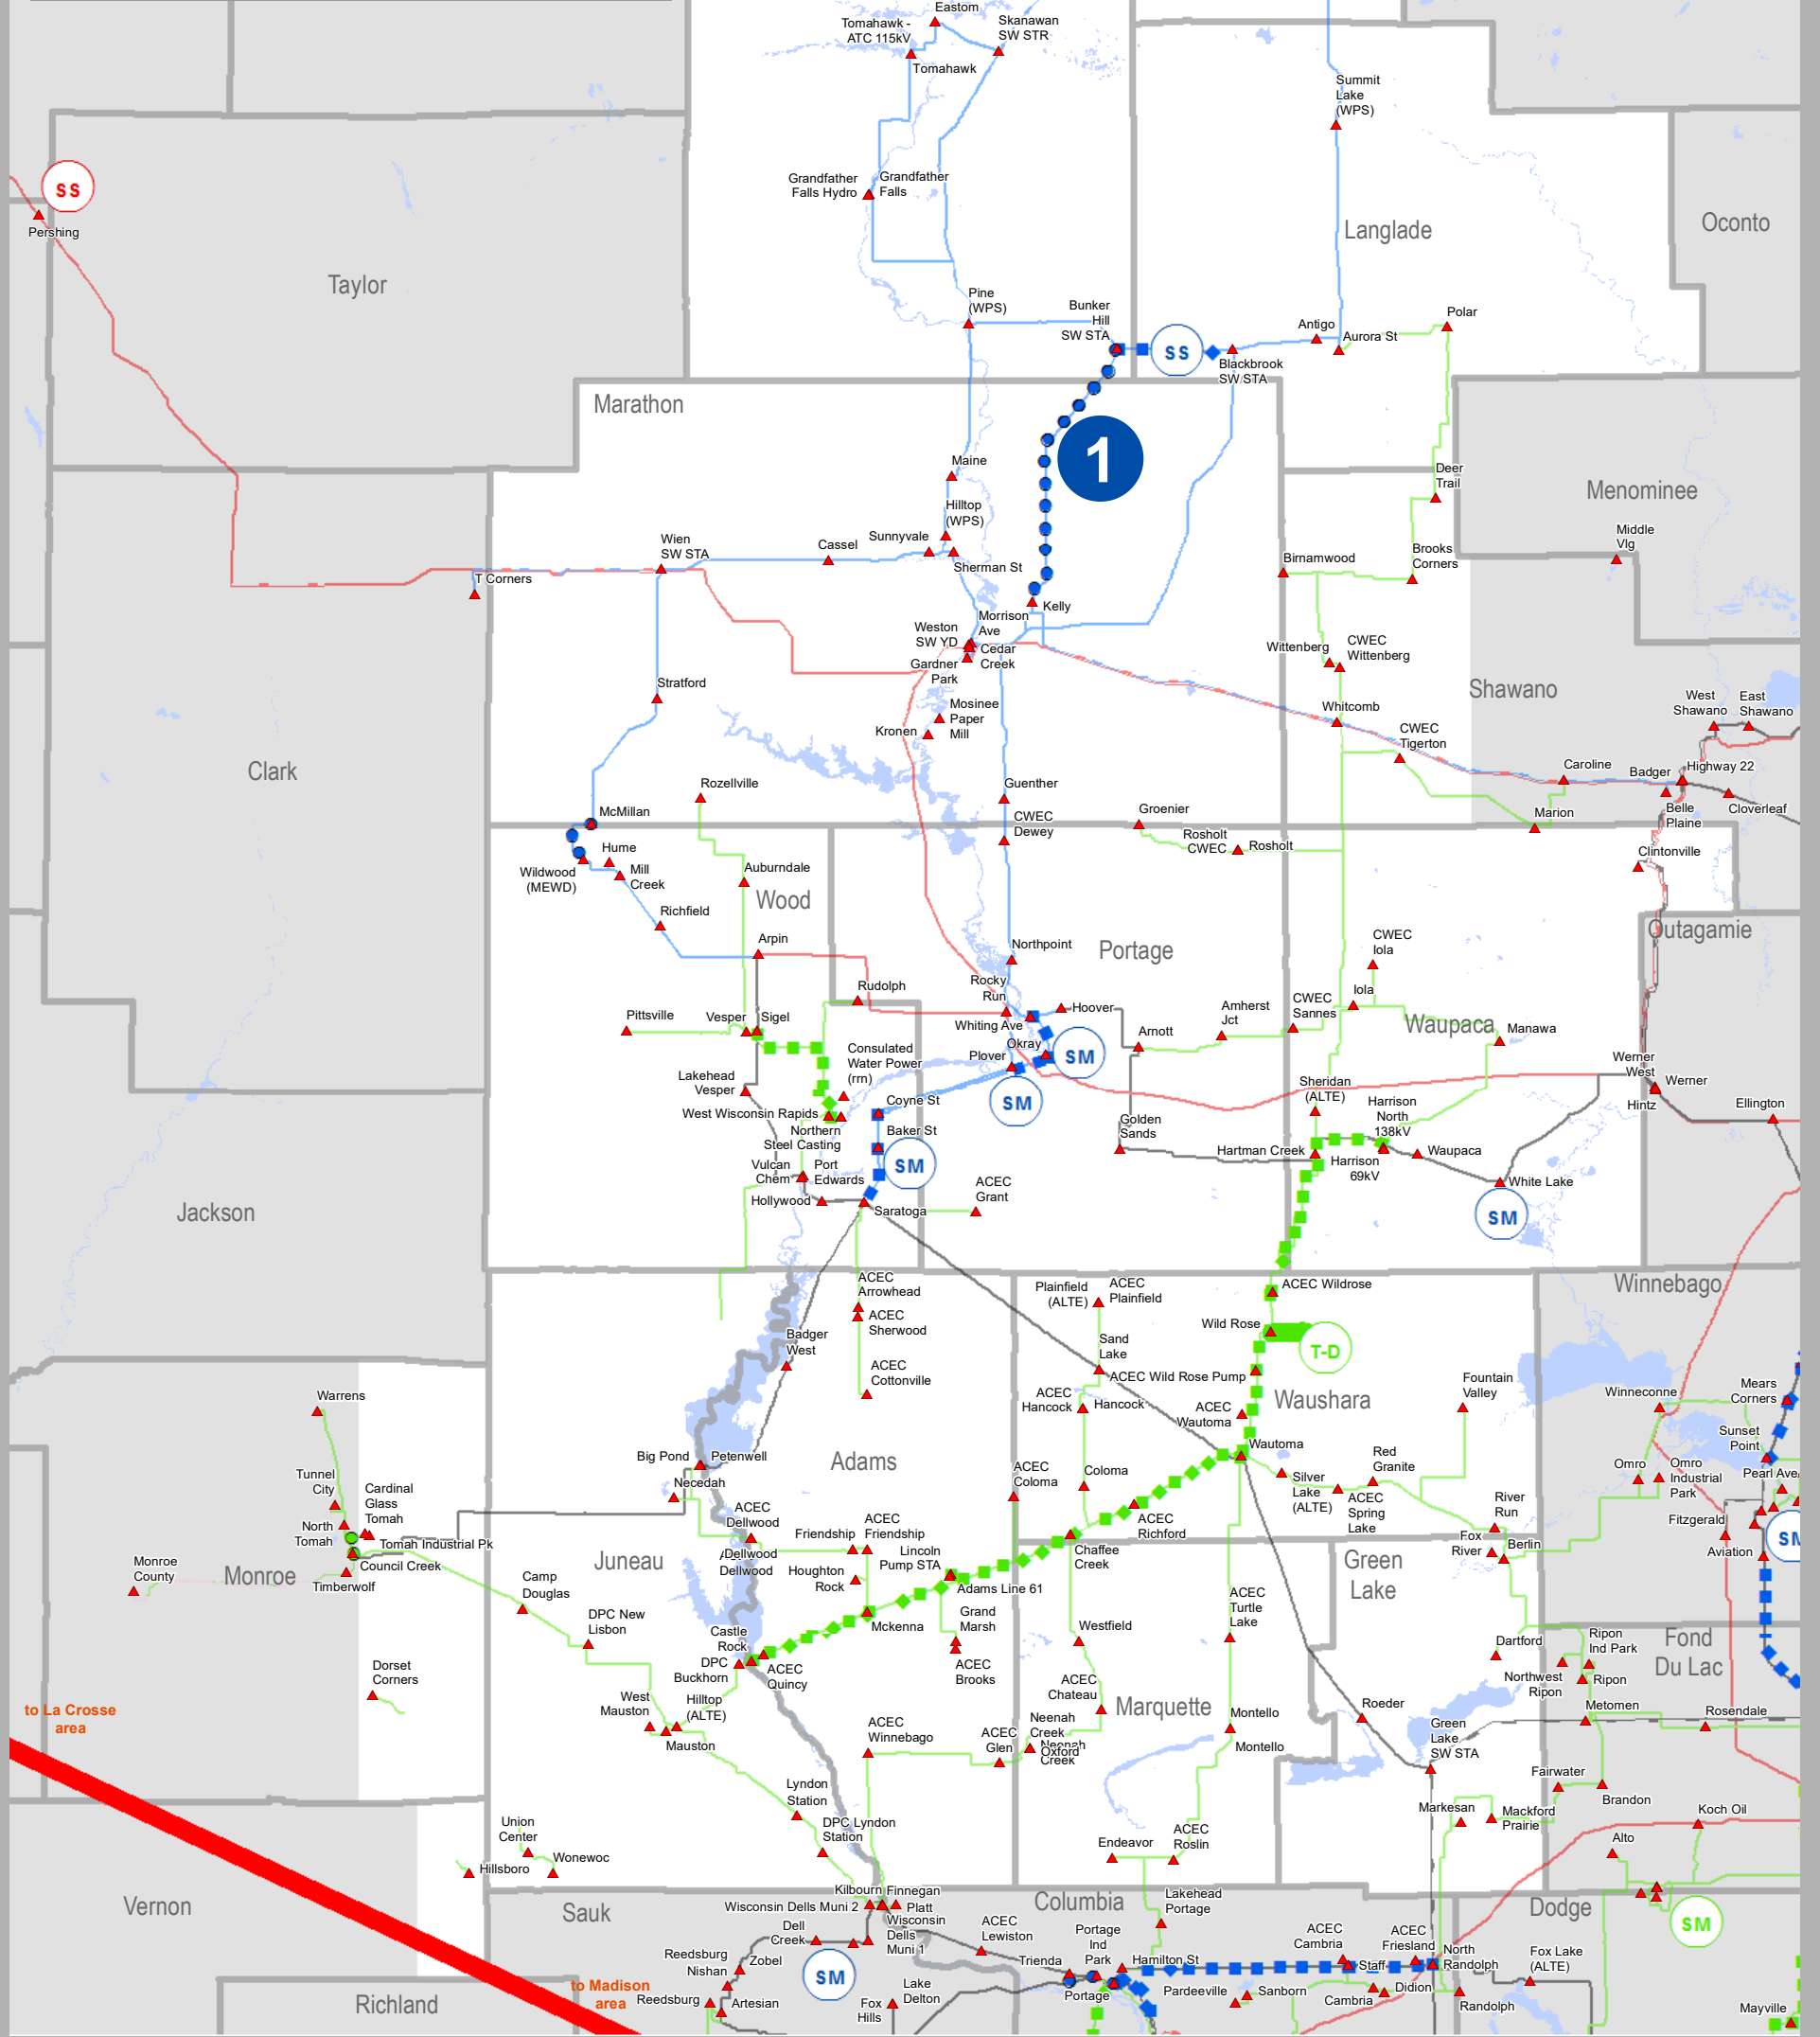 Eastom
Tomahawk -
ATC 115kV
Skanawan
SW STR
Tomahawk
Summit
Lake
(WPS)
SS
Pershing
Grandfather
Falls Hydro
Grandfather
Falls
Langlade
Oconto
Taylor
Pine
(WPS)
Bunker
Hill
SW STA
SS
Antigo
Aurora St
Polar
Blackbrook
SW STA
Marathon
1
Maine
Hilltop
(WPS)
Deer
Trail
Menominee
Middle
Vlg
Wien
SW STA
Cassel
Sunnyvale
Sherman St
T Corners
Birnamwood
Brooks
Corners
Kelly
Morrison
Ave
Weston
SW YD
Cedar
Creek
Gardner
Park
Wittenberg
CWEC
Wittenberg
Stratford
Shawano
West
Shawano
East
Shawano
Mosinee
Paper
Mill
Kronen
Whitcomb
CWEC
Tigerton
Clark
Rozellville
Guenther
Caroline
Badger
Highway 22
McMillan
CWEC
Dewey
Groenier
Marion
Belle
Plaine
Cloverleaf
Rosholt
CWEC
Rosholt
Hume
Wildwood
(MEWD)
Mill
Creek
Auburndale
Clintonville
Wood
Richfield
Arpin
Northpoint
Portage
CWEC
Iola
Outagamie
Rudolph
Rocky
Run
Hoover
Iola
Pittsville
Vesper
Sigel
Whiting Ave
Amherst
Jct
CWEC
Sannes
Waupaca
Manawa
Okray
SM
Arnott
Plover
Consulated
Water Power
(rrn)
Lakehead
Vesper
SM
Sheridan
(ALTE)
Werner
West
Werner
Hintz
Ellington
Coyne St
West Wisconsin Rapids
Northern
Steel Casting
Baker St
Golden
Sands
Harrison
North
138kV
Hartman Creek
Harrison
69kV
Waupaca
SM
Vulcan
Chem
Port
Edwards
Hollywood
Saratoga
ACEC
Grant
White Lake
SM
Jackson
ACEC
Arrowhead
ACEC
Sherwood
Plainfield
(ALTE)
ACEC
Plainfield
ACEC Wildrose
Winnebago
Badger
West
Wild Rose
T-D
Sand
Lake
ACEC
Cottonville
ACEC Wild Rose Pump
Warrens
ACEC
Hancock
Hancock
ACEC
Wautoma
Waushara
Fountain
Valley
Winneconne
Mears
Corners
Sunset
Point
Big Pond
Petenwell
Adams
Wautoma
Red
Granite
Necedah
ACEC
Coloma
Coloma
Silver
Lake
(ALTE)
ACEC
Spring
Lake
Omro
Omro
Industrial
Park
Pearl Ave
Tunnel
City
Cardinal
Glass
Tomah
North
Tomah
Tomah Industrial Pk
Council Creek
Timberwolf
Monroe
County
Monroe
ACEC
Dellwood
Dellwood
Dellwood
Friendship
ACEC
Friendship
ACEC
Richford
River
Run
Fox
River
Berlin
Fitzgerald
SM
Aviation
Juneau
Houghton
Rock
Lincoln
Pump STA
Adams Line 61
Chaffee
Creek
Green
Lake
Camp
Douglas
Mckenna
Grand
Marsh
ACEC
Turtle
Lake
DPC New
Lisbon
Castle
Rock
DPC
Buckhorn
ACEC
Quincy
ACEC
Brooks
Westfield
Dartford
Ripon
Ind Park
Northwest
Ripon
Ripon
Fond
Du Lac
Dorset
Corners
to La Crosse
area
West
Mauston
Hilltop
(ALTE)
Mauston
ACEC
Chateau
Marquette
ACEC
Winnebago
ACEC
Glen
Neenah
Creek
Neenah
Creek
Oxford
Montello
Montello
Roeder
Green
Lake
SW STA
Metomen
Rosendale
Fairwater
Brandon
Lyndon
Station
DPC Lyndon
Station
Markesan
Mackford
Prairie
Koch Oil
Union
Center
Wonewoc
Hillsboro
Endeavor
ACEC
Roslin
Alto
Vernon
Sauk
Kilbourn
Finnegan
Wisconsin Dells Muni 2
Platt
Wisconsin
Dells
Muni 1
Columbia
Lakehead
Portage
Dodge
SM
Dell
Creek
ACEC
Lewiston
Portage
Ind
Park
Trienda
Hamilton St
ACEC
Cambria
ACEC
Friesland
Staff
North
Randolph
Fox Lake
(ALTE)
Reedsburg
Nishan
Zobel
SM
Portage
Pardeeville
Sanborn
Cambria
Didion
Randolph
to Madison
area
Reedsburg
Artesian
Fox
Hills
Lake
Delton
Richland
Mayville